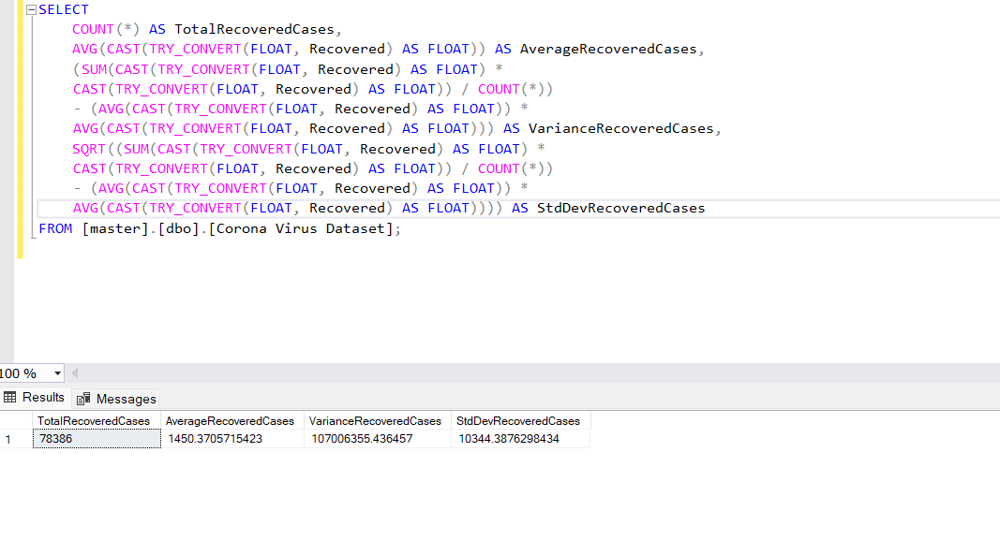 SELECT
COUNT(*) AS TotalRecoveredCases,
AVG(CAST(TRY_CONVERT(FLOAT, Recovered) AS FLOAT)) AS AverageRecoveredCases,
(SUM(CAST(TRY_CONVERT(FLOAT, Recovered) AS FLOAT) *
CAST(TRY_CONVERT(FLOAT, Recovered) AS FLOAT)) / COUNT(*))
- (AVG(CAST(TRY_CONVERT(FLOAT, Recovered) AS FLOAT)) *
AVG(CAST(TRY_CONVERT(FLOAT, Recovered) AS FLOAT))) AS VarianceRecoveredCases,
SQRT((SUM(CAST(TRY_CONVERT(FLOAT, Recovered) AS FLOAT) *
CAST(TRY_CONVERT(FLOAT, Recovered) AS FLOAT)) / COUNT(*))
- (AVG(CAST(TRY_CONVERT(FLOAT, Recovered) AS FLOAT)) *
AVG(CAST(TRY_CONVERT(FLOAT, Recovered) AS FLOAT)))) AS StdDevRecoveredCases
FROM [master].[dbo].[Corona Virus Dataset];
100 %
Results Messages
TotalRecoveredCases AverageRecoveredCases VarianceRecoveredCases StdDevRecoveredCases
1 78386 1450.3705715423 107006355.436457 10344.3876298434